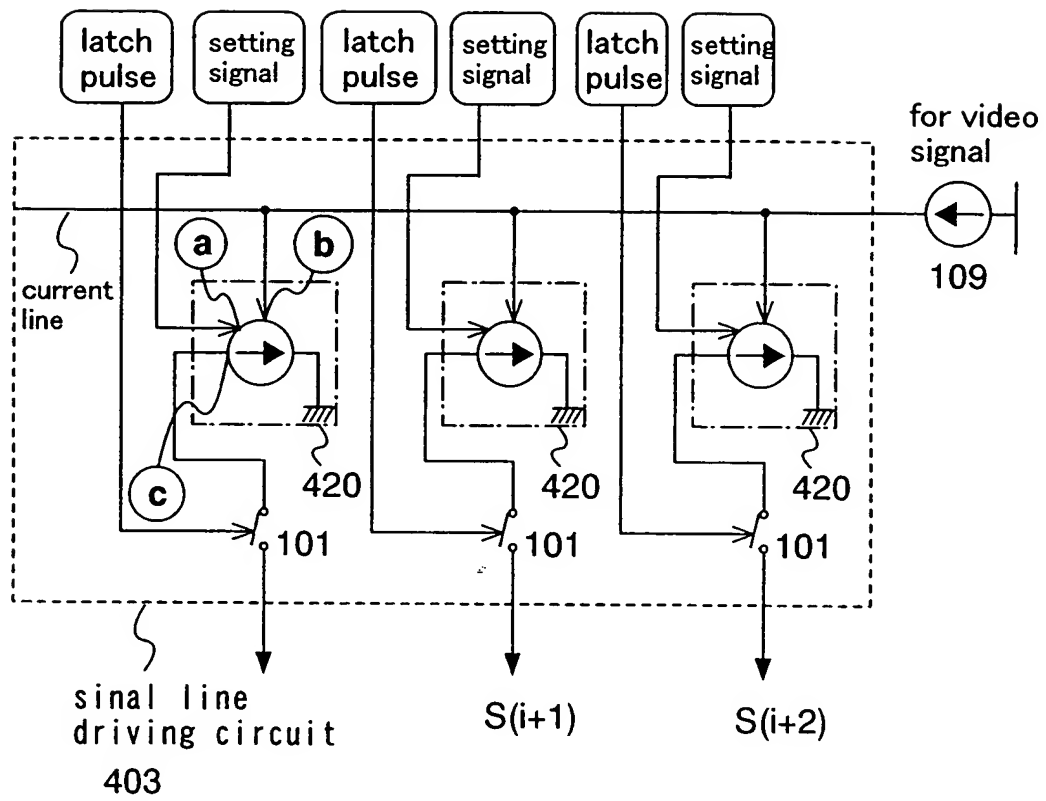 latch
pulse
setting
signal
latch
pulse
setting
signal
latch
pulse
setting
signal
for video
signal
109
a
b
current
line
c
420
420
420
101
101
101
sinal line
driving circuit
403
S(i+1)
S(i+2)